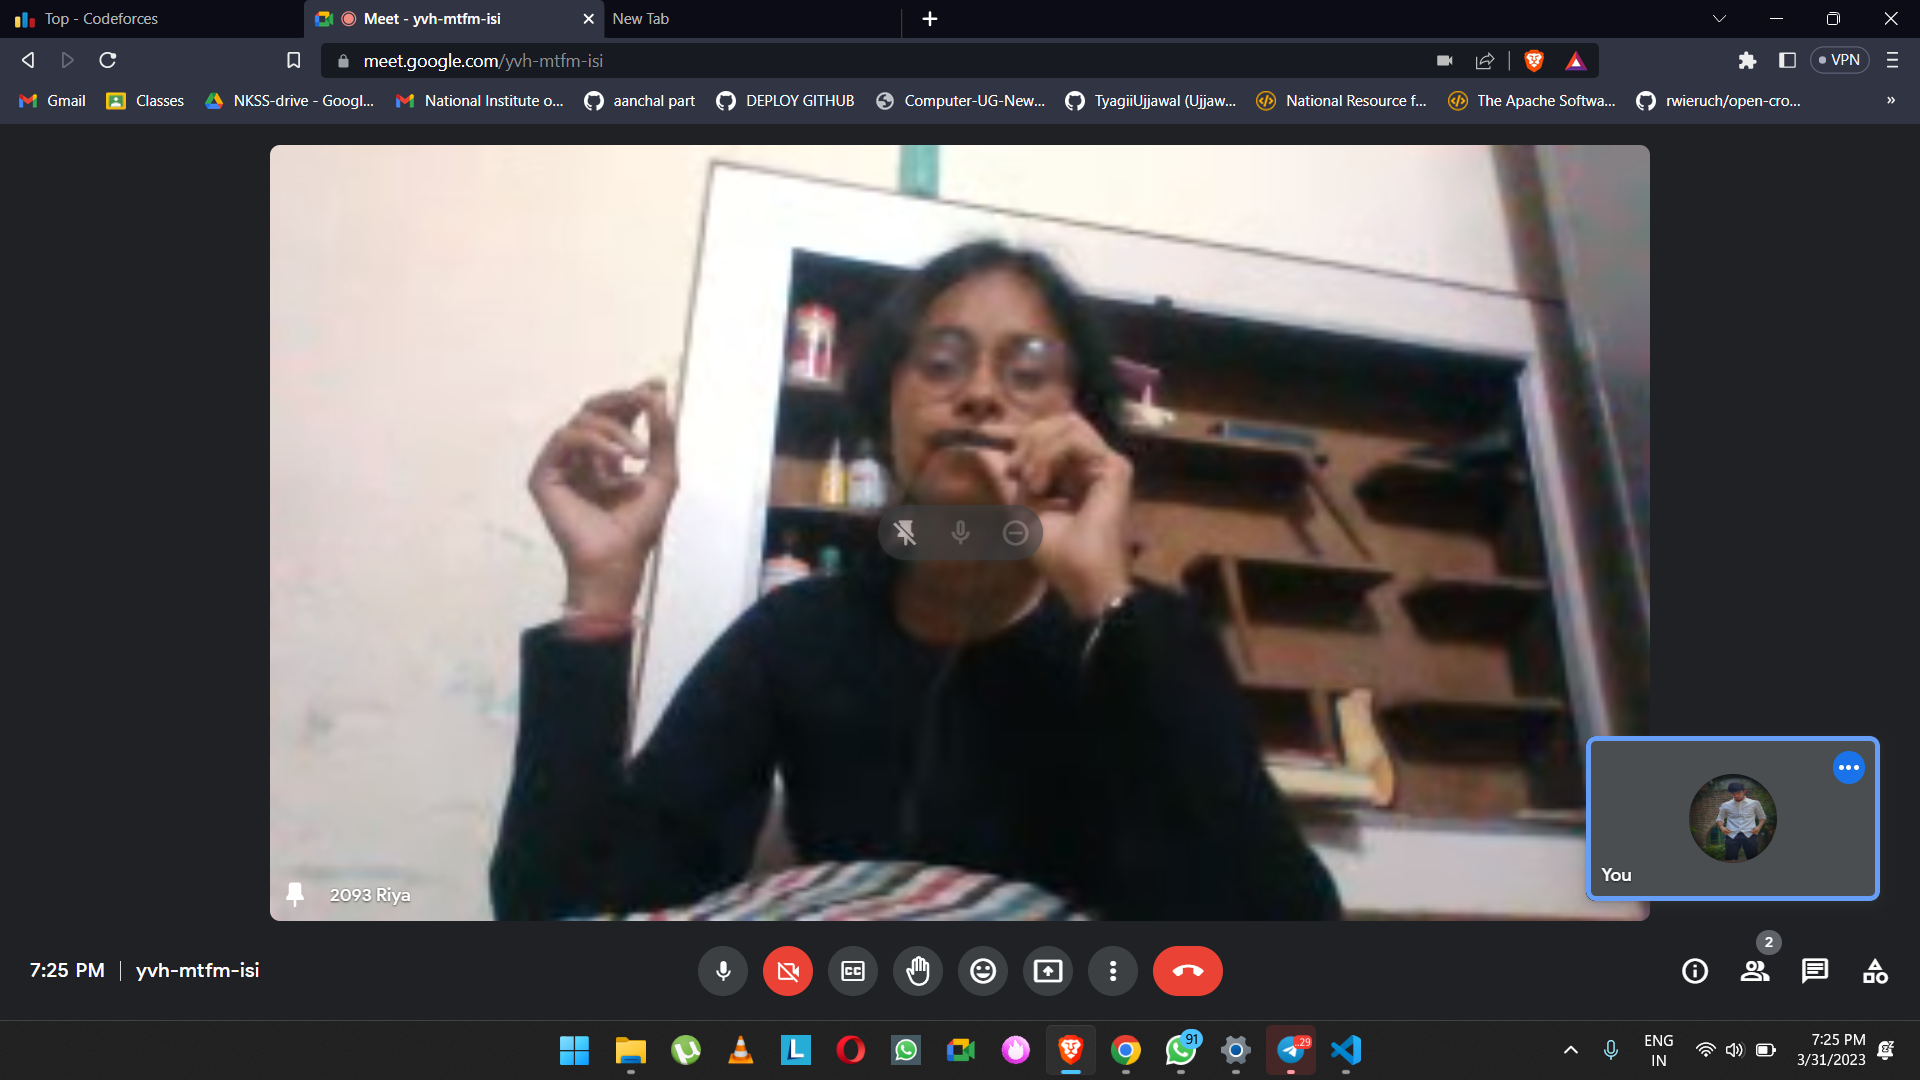 Top - Codeforces
Meet - yvh-mtfm-isi
New Tab
meet.google.com/yvh-mtfm-isi
VPN
Gmail
Classes
NKSS-drive - Googl...
National Institute o...
aanchal part
DEPLOY GITHUB
Computer-UG-New...
TyagiiUjjawal (Ujjaw...
National Resource f...
The Apache Softwa...
rwieruch/open-cro...
»
2093 Riya
You
7:25 PM | yvh-mtfm-isi
CC
2
L
91
..29
ENG
IN
7:25 PM
3/31/2023